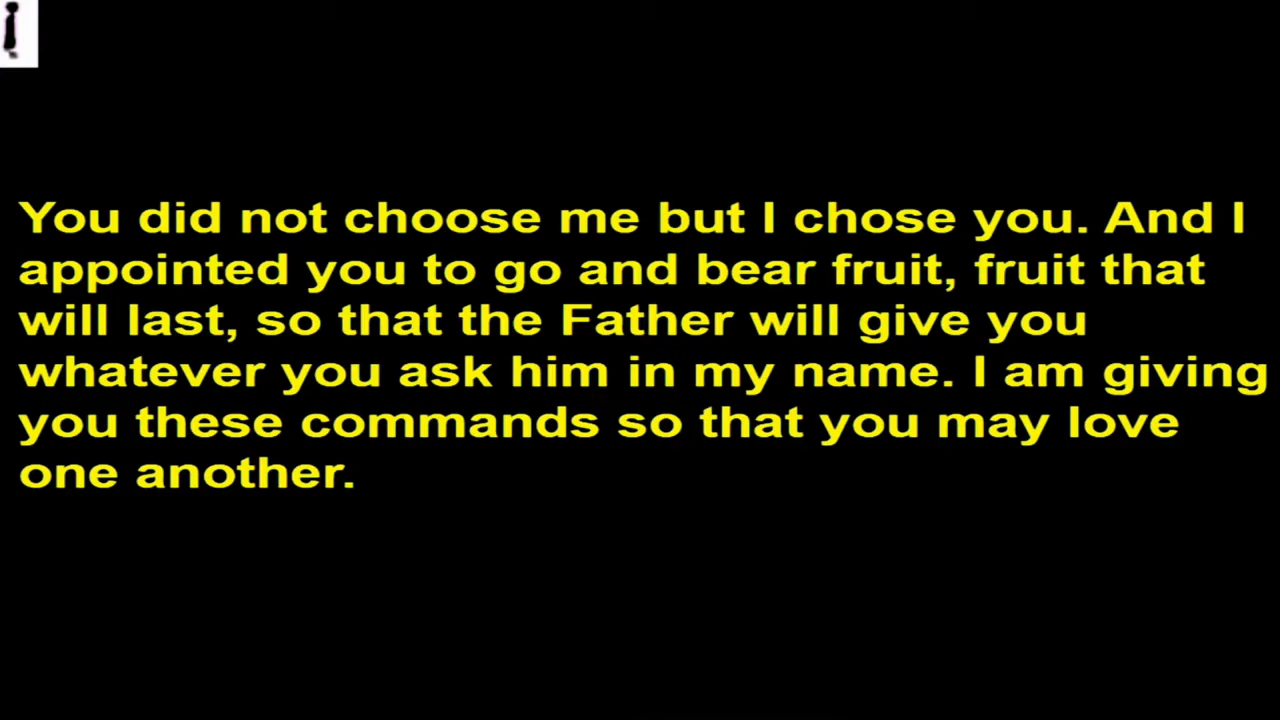 You did not choose me but I chose you. And I
appointed you to go and bear fruit, fruit that
will last, so that the Father will give you
whatever you ask him in my name. I am giving
you these commands so that you may love
one another.